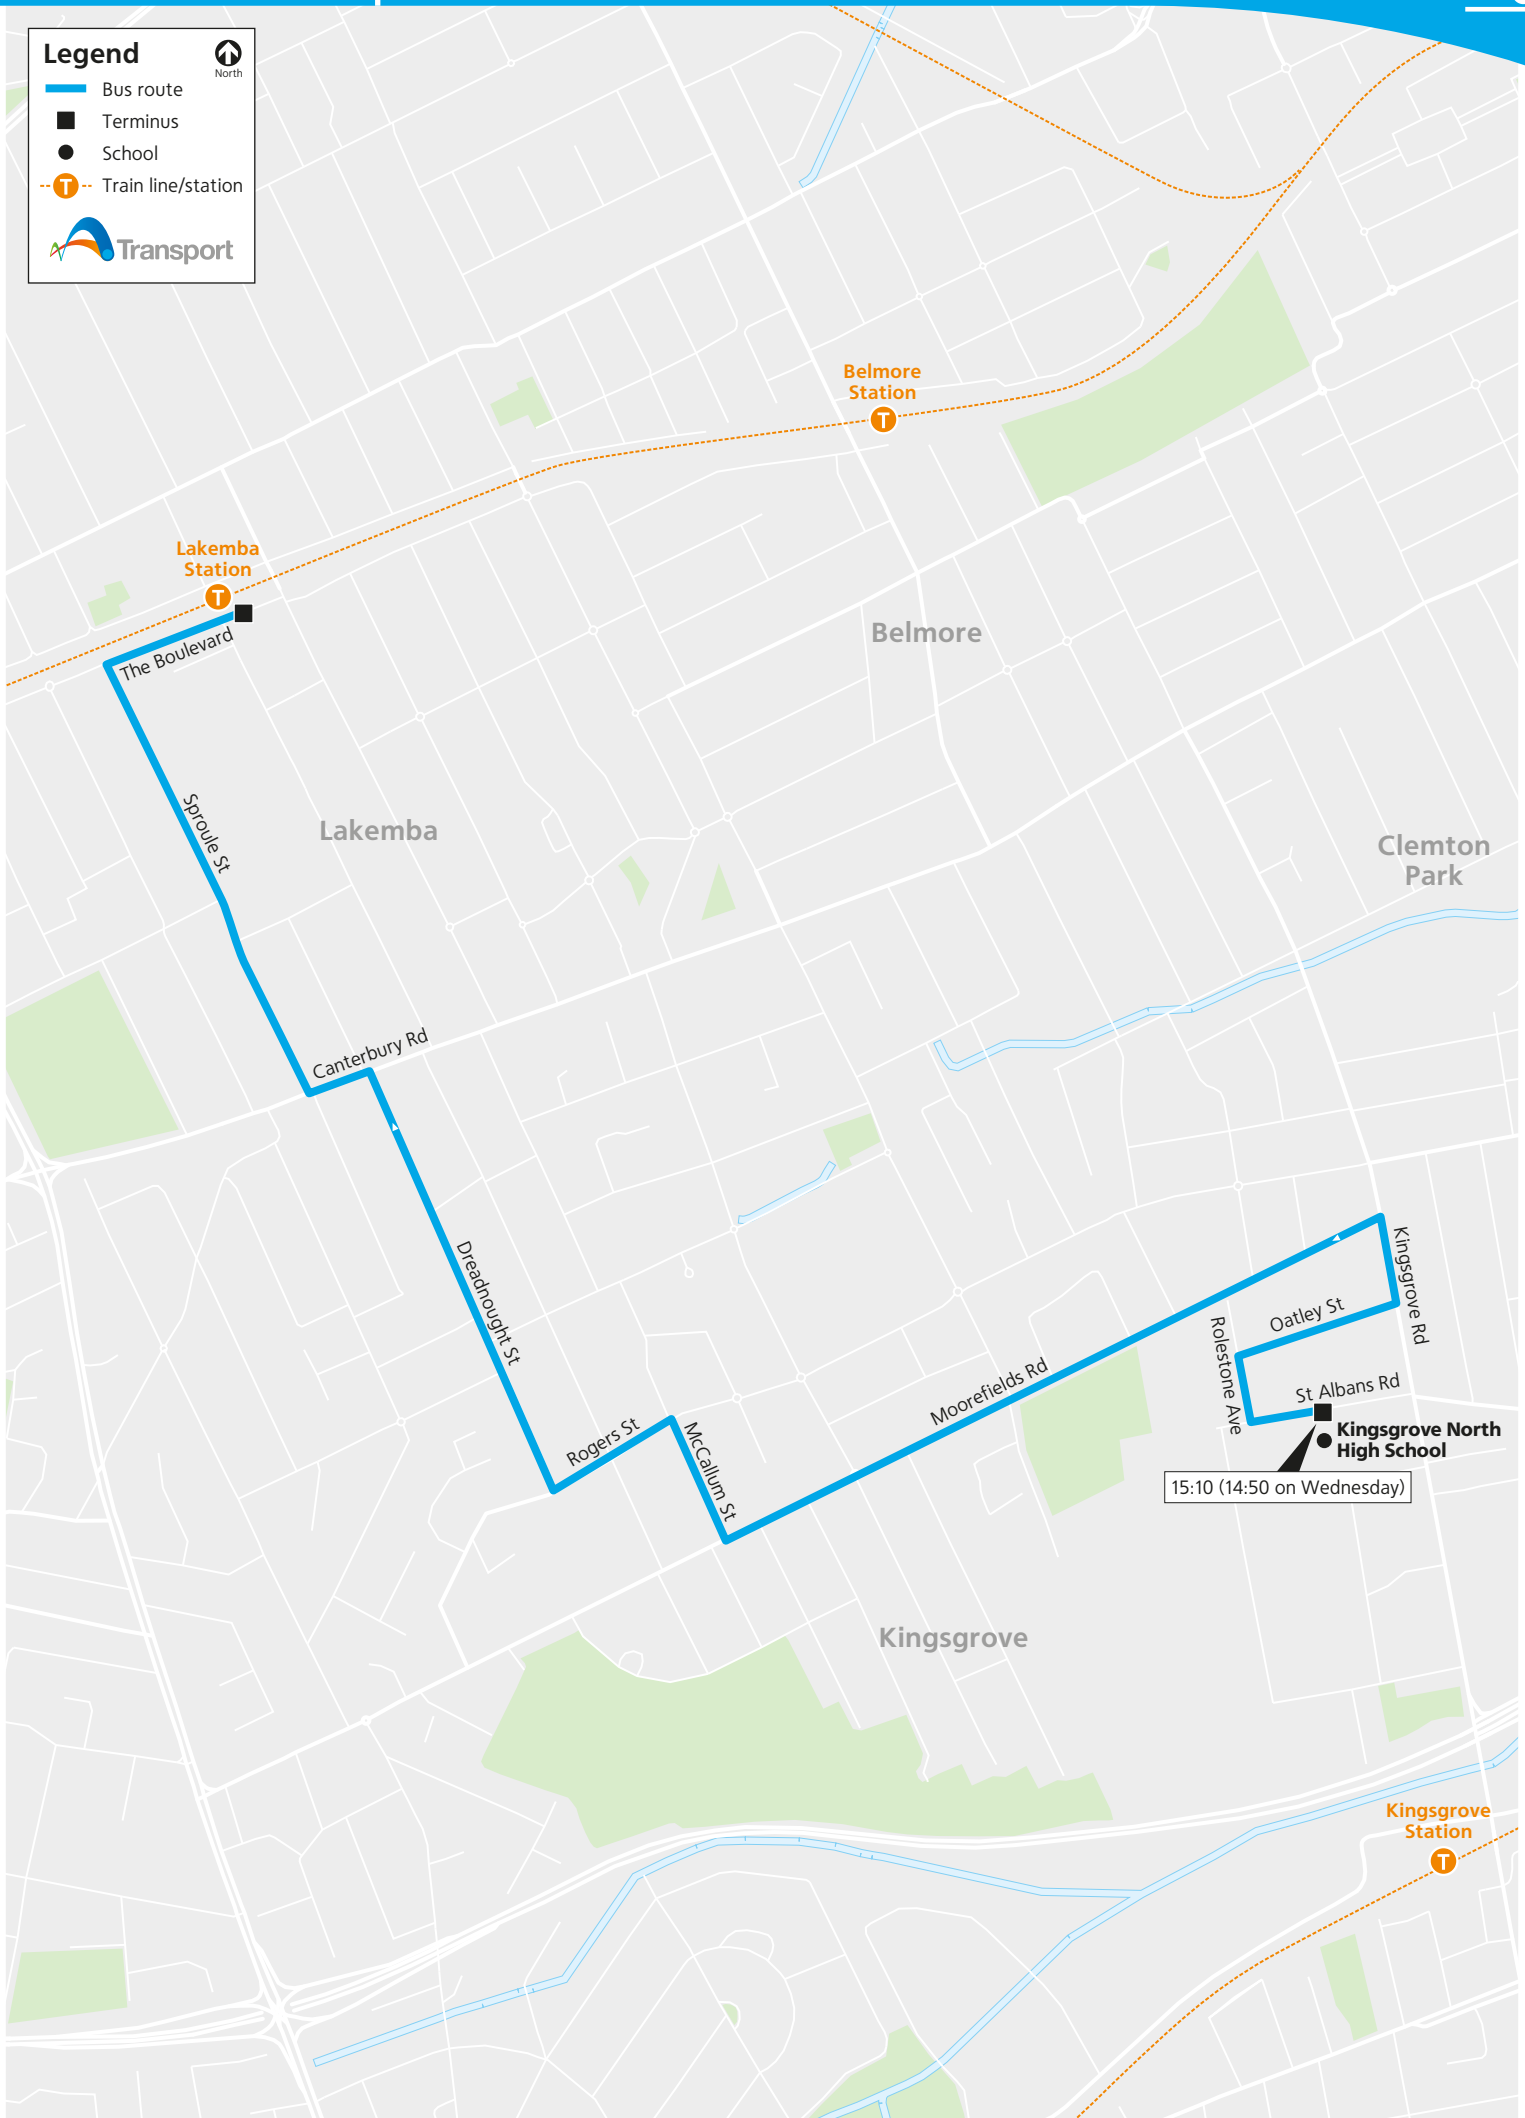 Legend
North
Bus route
Terminus
School
T
Train line/station
Transport
Belmore
Station
T
Lakemba
Station
T
The Boulevard
Belmore
Sproule St
Lakemba
Clemton
Park
Canterbury Rd
Dreadnought St
Kingsgrove Rd
Oatley St
Rolestone Ave
St Albans Rd
Moorefields Rd
Rogers St
McCallum St
Kingsgrove North
High School
15:10 (14:50 on Wednesday)
Kingsgrove
Kingsgrove
Station
T